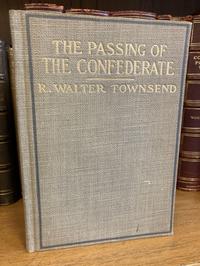 THE PASSING OF
THE CONFEDERATE
R. WALTER TOWNSEND